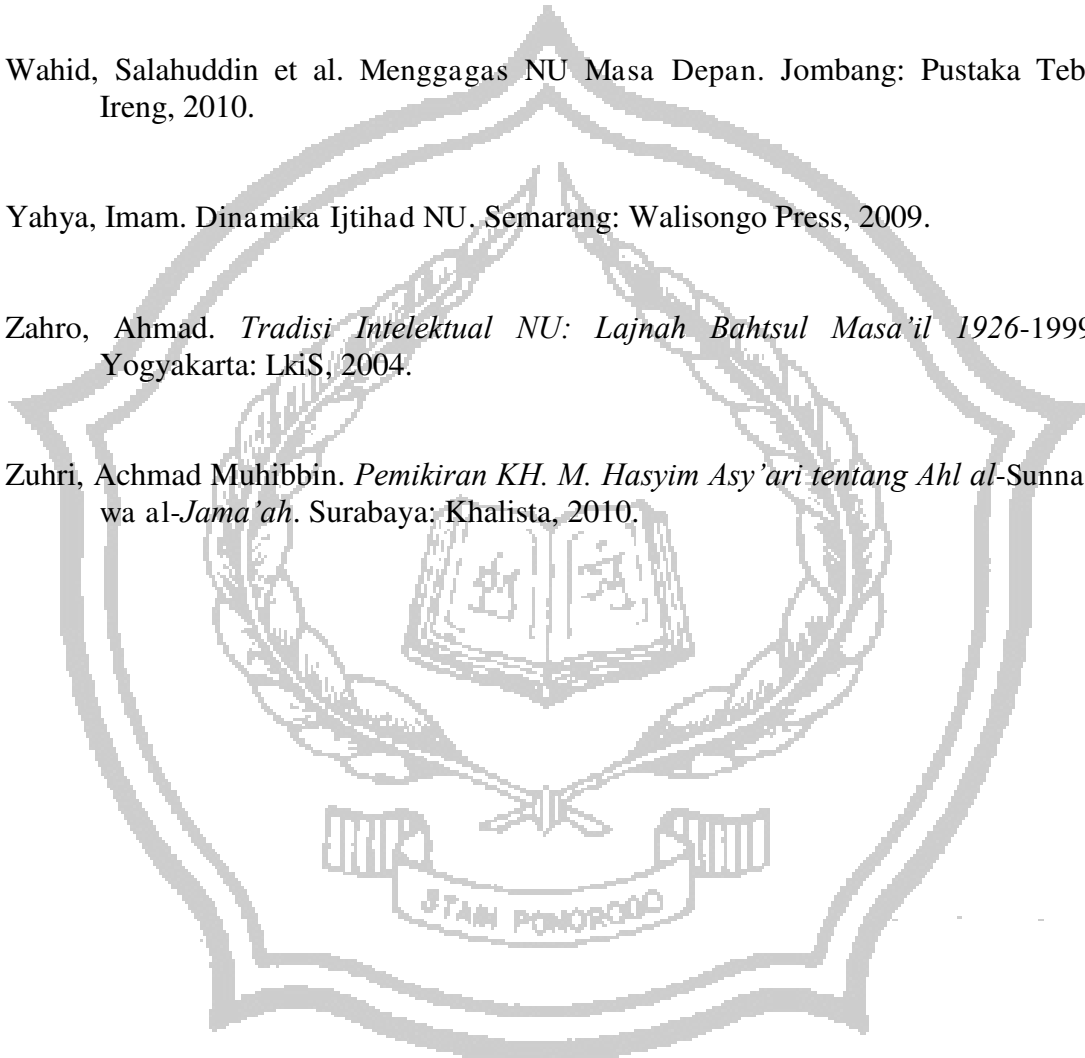 Wahid, Salahuddin et al. Menggagas NU Masa Depan. Jombang: Pustaka Teb
Ireng, 2010.
Yahya, Imam. Dinamika Ijtihad NU. Semarang: Walisongo Press, 2009.
Zahro, Ahmad. Tradisi Intelektual NU: Lajnah Bahtsul Masa’il 1926-1999
Yogyakarta: LkiS, 2004.
Zuhri, Achmad Muhibbin. Pemikiran KH. M. Hasyim Asy’ari tentang Ahl al-Sunna
wa al-Jama’ah. Surabaya: Khalista, 2010.
STAIN PONOROGO